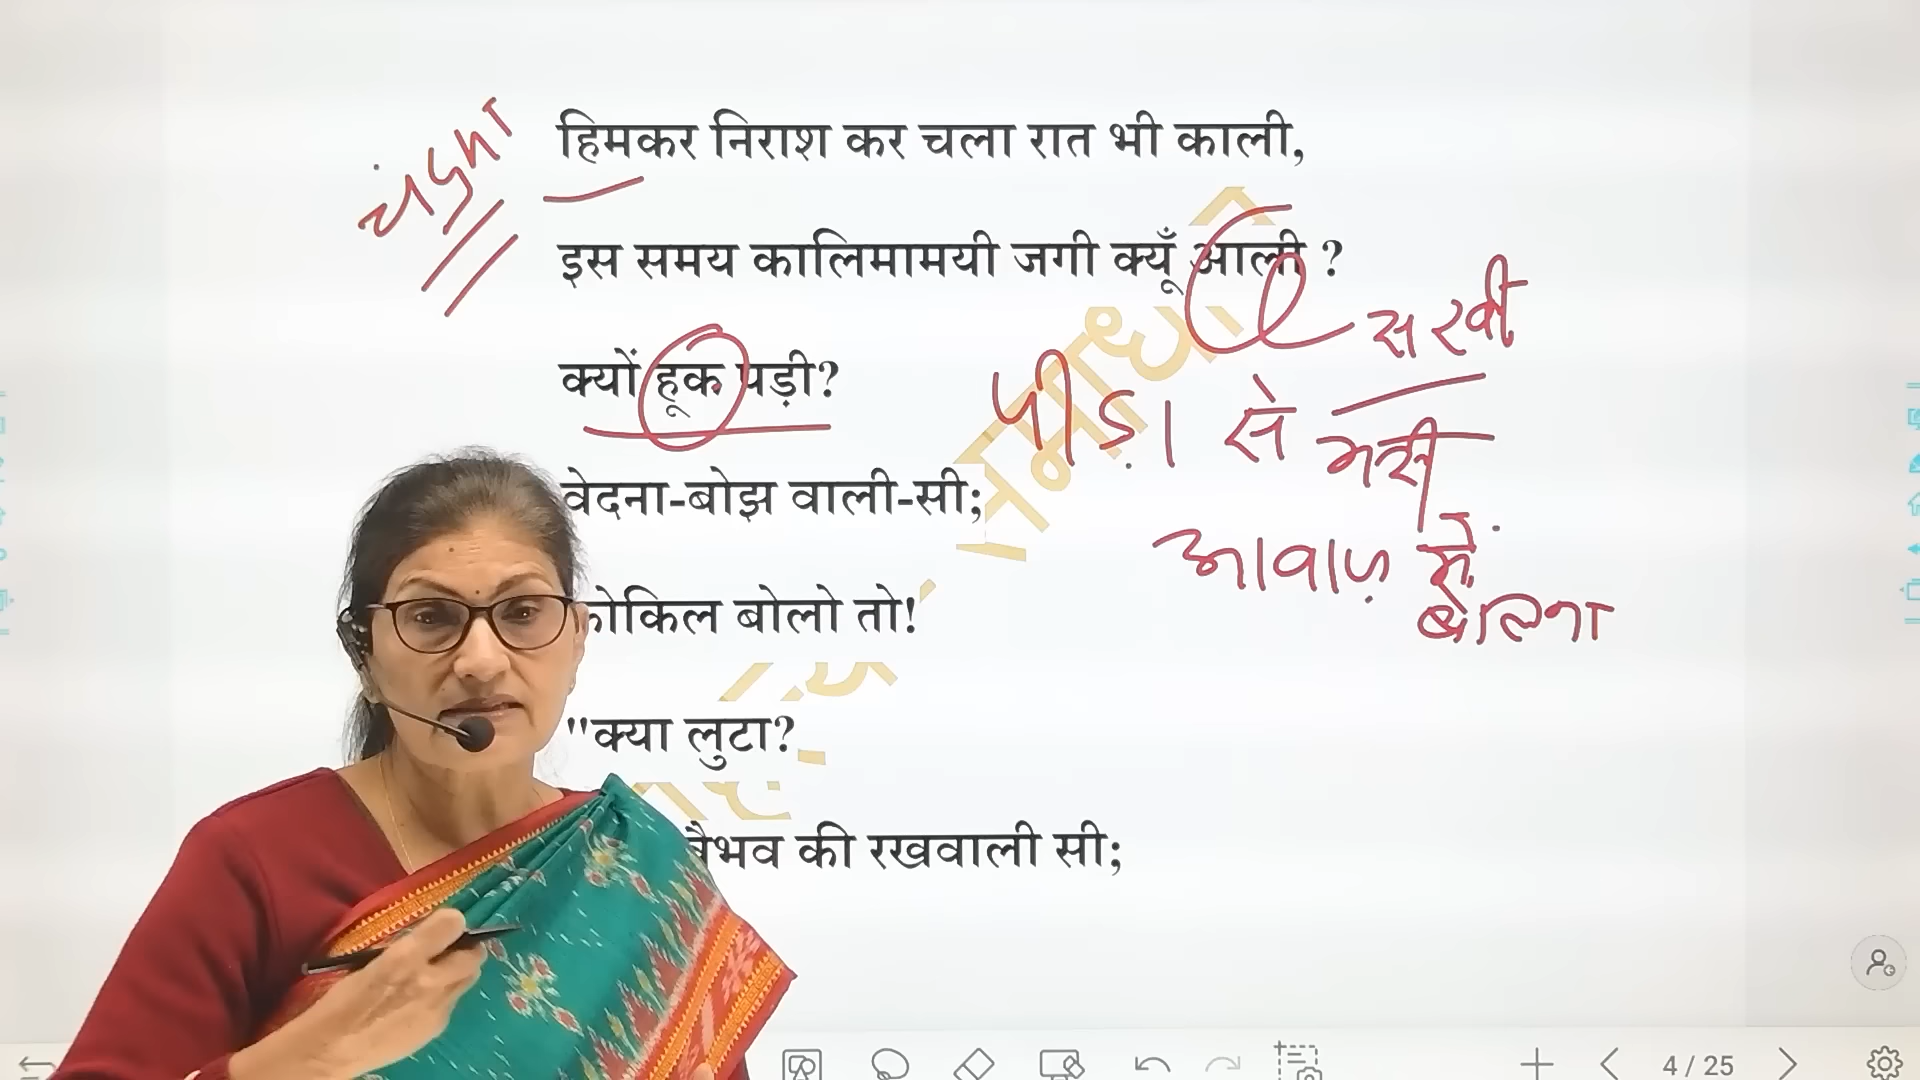 हिमकर निराश कर चला रात भी काली,
चंद्रमा
इस समय कालिमामयी जगी क्यूँ आली ?
सखी
क्यों हूक पड़ी?
पीड़ा से भरी
वेदना-बोझ वाली-सी;
आवाज़ में
बोलना
कोकिल बोलो तो!
"क्या लुटा?
वैभव की रखवाली सी;
4 / 25